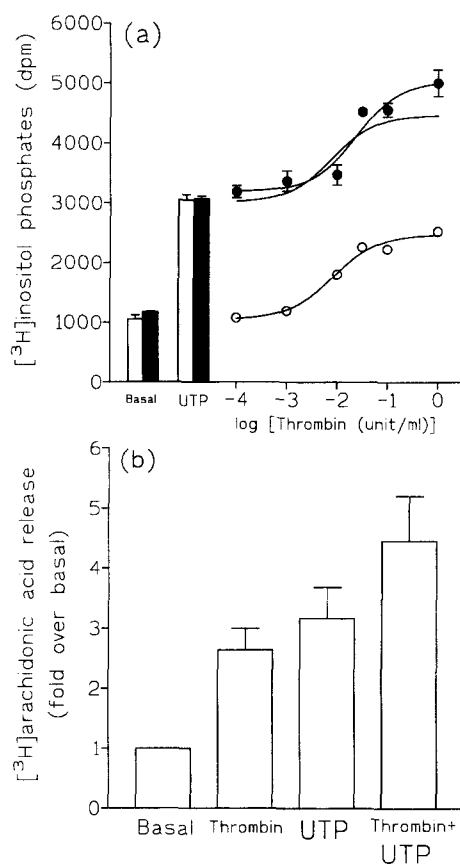 (a)
[³H]inositol phosphates (dpm)
6000
5000
4000
3000
2000
1000
0
Basal UTP −4 −3 −2 −1 0
log [Thrombin (unit/ml)]
(b)
[³H]arachidonic acid release
(fold over basal)
6
5
4
3
2
1
0
Basal Thrombin UTP Thrombin+
UTP